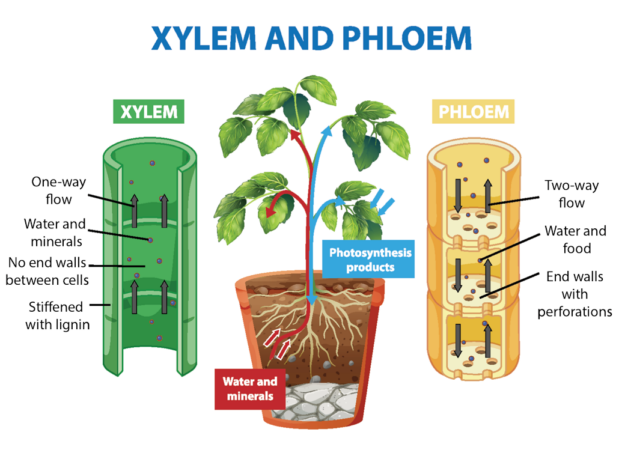 XYLEM AND PHLOEM
XYLEM
One-way
flow
Water and
minerals
No end walls
between cells
Stiffened
with lignin
Photosynthesis
products
Water and
minerals
PHLOEM
Two-way
flow
Water and
food
End walls
with
perforations